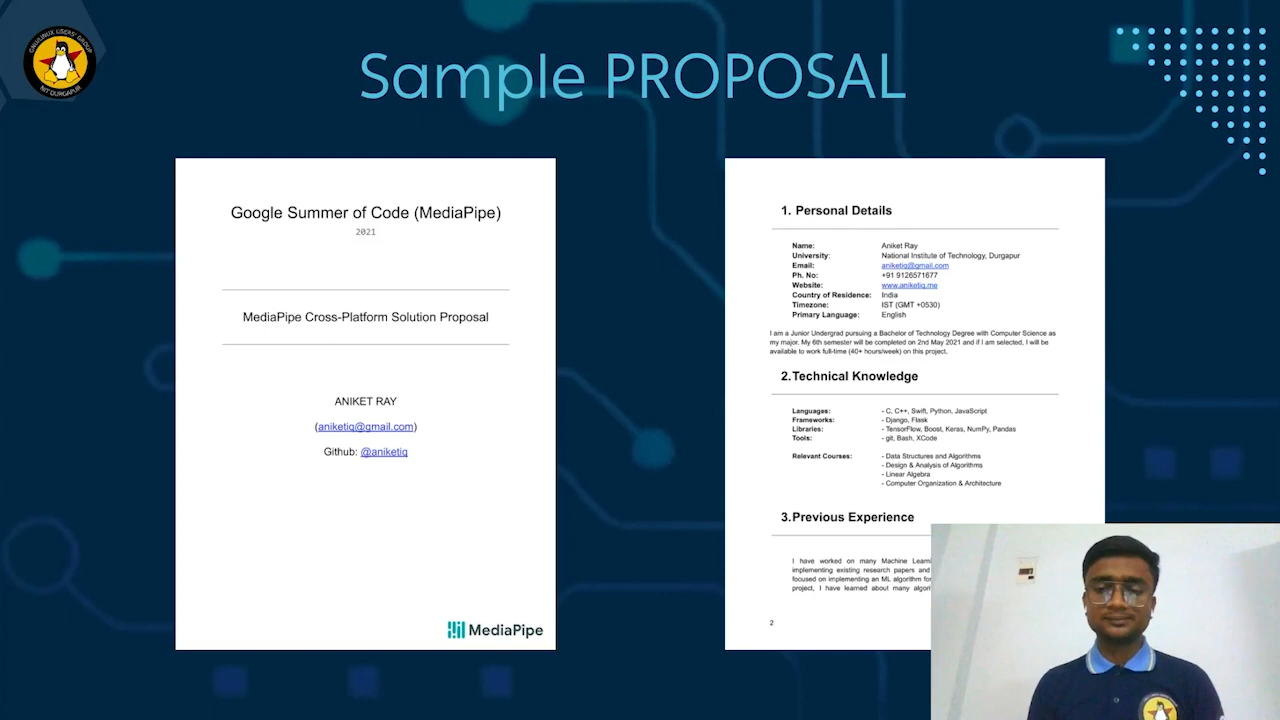 GNU/LINUX USERS' GROUP
NIT DURGAPUR
Sample PROPOSAL
Google Summer of Code (MediaPipe)
2021
MediaPipe Cross-Platform Solution Proposal
ANIKET RAY
(aniketiq@gmail.com)
Github: @aniketiq
MediaPipe
1. Personal Details
Name: Aniket Ray
University: National Institute of Technology, Durgapur
Email: aniketiq@gmail.com
Ph. No: +91 9126571677
Website: www.aniketiq.me
Country of Residence: India
Timezone: IST (GMT +0530)
Primary Language: English
I am a Junior Undergrad pursuing a Bachelor of Technology Degree with Computer Science as
my major. My 6th semester will be completed on 2nd May 2021 and if I am selected, I will be
available to work full-time (40+ hours/week) on this project.
2.Technical Knowledge
Languages: - C, C++, Swift, Python, JavaScript
Frameworks: - Django, Flask
Libraries: - TensorFlow, Boost, Keras, NumPy, Pandas
Tools: - git, Bash, XCode
Relevant Courses: - Data Structures and Algorithms
- Design & Analysis of Algorithms
- Linear Algebra
- Computer Organization & Architecture
3.Previous Experience
I have worked on many Machine Learni
implementing existing research papers and
focused on implementing an ML algorithm for
project, I have learned about many algori
2